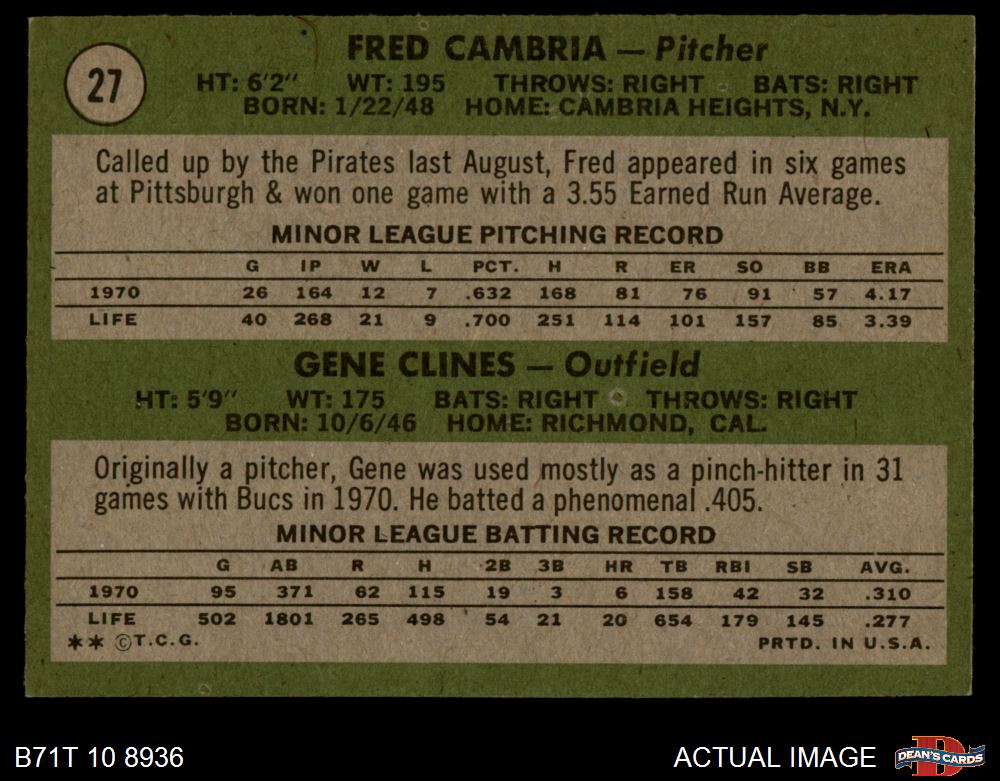 27
FRED CAMBRIA — Pitcher
HT: 6'2" WT: 195 THROWS: RIGHT BATS: RIGHT
BORN: 1/22/48 HOME: CAMBRIA HEIGHTS, N.Y.
Called up by the Pirates last August, Fred appeared in six games
at Pittsburgh & won one game with a 3.55 Earned Run Average.
MINOR LEAGUE PITCHING RECORD
G IP W L PCT. H R ER SO BB ERA
1970 26 164 12 7 .632 168 81 76 91 57 4.17
LIFE 40 268 21 9 .700 251 114 101 157 85 3.39
GENE CLINES — Outfield
HT: 5'9" WT: 175 BATS: RIGHT THROWS: RIGHT
BORN: 10/6/46 HOME: RICHMOND, CAL.
Originally a pitcher, Gene was used mostly as a pinch-hitter in 31
games with Bucs in 1970. He batted a phenomenal .405.
MINOR LEAGUE BATTING RECORD
G AB R H 2B 3B HR TB RBI SB AVG.
1970 95 371 62 115 19 3 6 158 42 32 .310
LIFE 502 1801 265 498 54 21 20 654 179 145 .277
** ©T.C.G. PRTD. IN U.S.A.
B71T 10 8936 ACTUAL IMAGE
DEAN'S CARDS